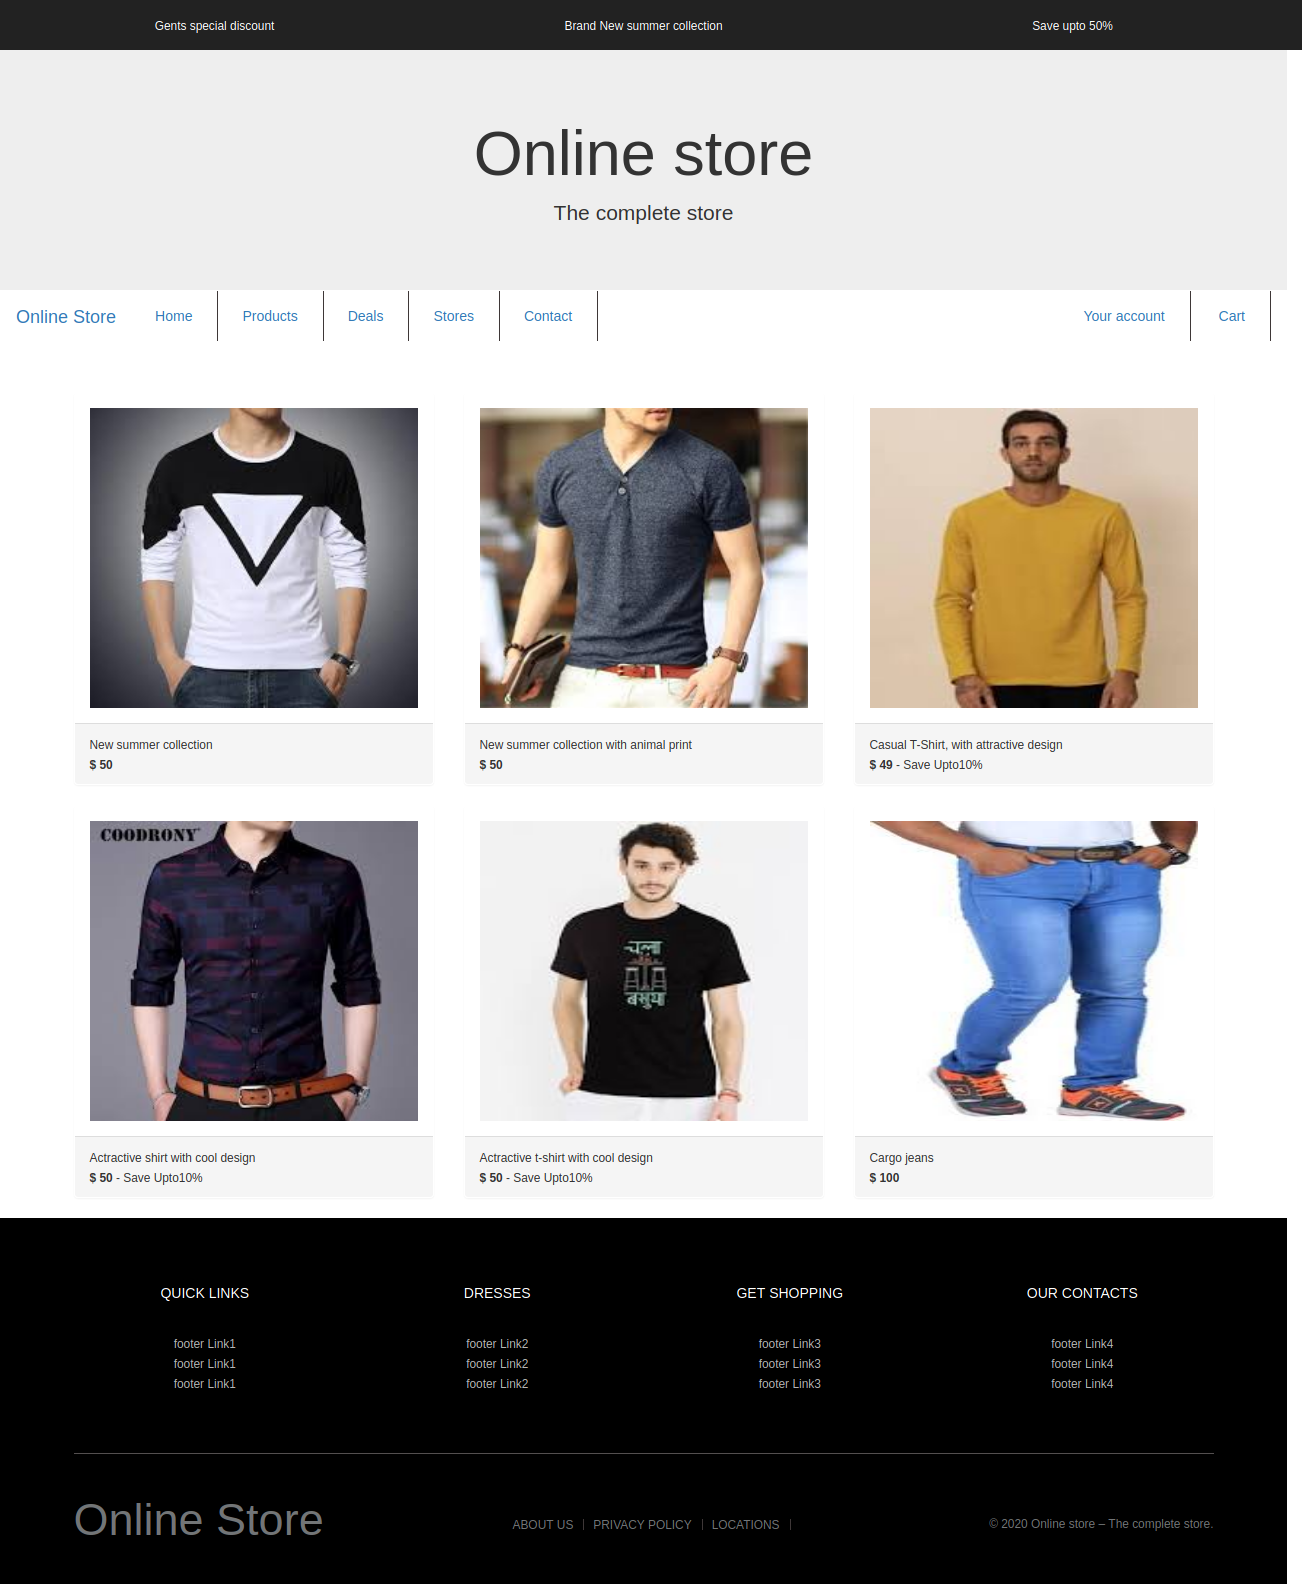 Gents special discount
Brand New summer collection
Save upto 50%
Online store
The complete store
Online Store
Home
Products
Deals
Stores
Contact
Your account
Cart
New summer collection
$ 50
New summer collection with animal print
$ 50
Casual T-Shirt, with attractive design
$ 49 - Save Upto10%
COODRONY
चला
बसुया
Actractive shirt with cool design
$ 50 - Save Upto10%
Actractive t-shirt with cool design
$ 50 - Save Upto10%
Cargo jeans
$ 100
QUICK LINKS
footer Link1
footer Link1
footer Link1
DRESSES
footer Link2
footer Link2
footer Link2
GET SHOPPING
footer Link3
footer Link3
footer Link3
OUR CONTACTS
footer Link4
footer Link4
footer Link4
Online Store
ABOUT US
PRIVACY POLICY
LOCATIONS
© 2020 Online store – The complete store.